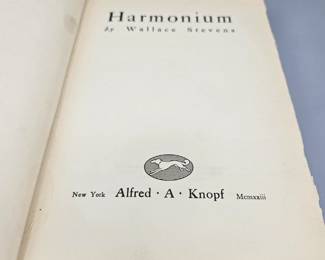 Harmonium
by Wallace Stevens
New York Alfred · A · Knopf Mcmxxiii